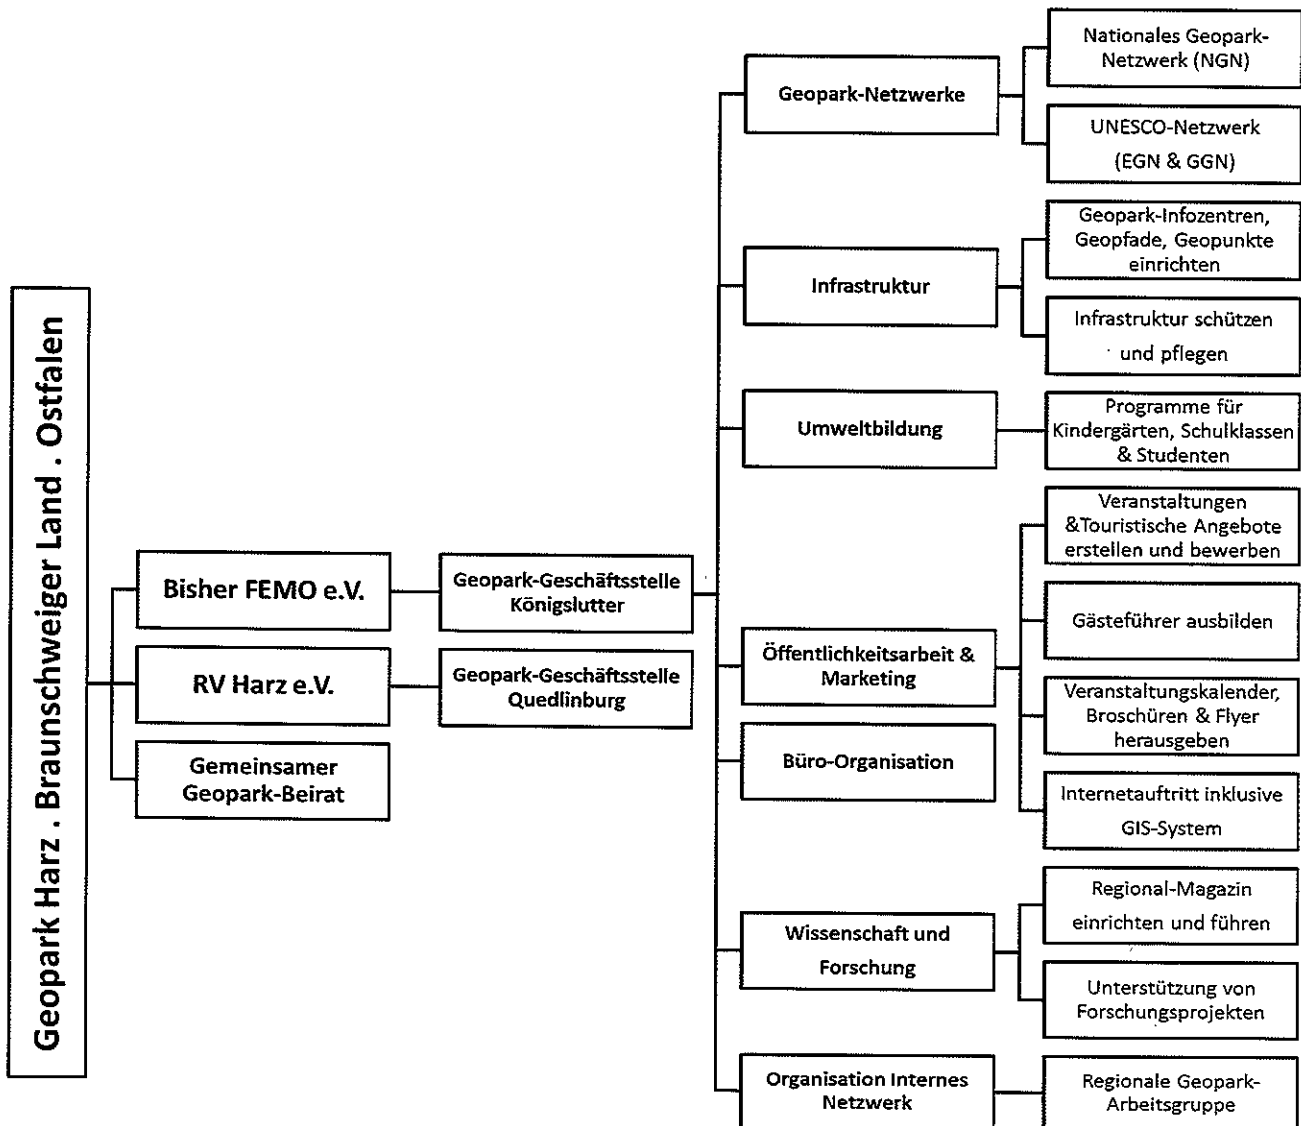 Geopark Harz . Braunschweiger Land . Ostfalen
Bisher FEMO e.V.
RV Harz e.V.
Gemeinsamer
Geopark-Beirat
Geopark-Geschäftsstelle
Königslutter
Geopark-Geschäftsstelle
Quedlinburg
Geopark-Netzwerke
Nationales Geopark-
Netzwerk (NGN)
UNESCO-Netzwerk
(EGN & GGN)
Infrastruktur
Geopark-Infozentren,
Geopfade, Geopunkte
einrichten
Infrastruktur schützen
und pflegen
Umweltbildung
Programme für
Kindergärten, Schulklassen
& Studenten
Öffentlichkeitsarbeit &
Marketing
Veranstaltungen
&Touristische Angebote
erstellen und bewerben
Gästeführer ausbilden
Veranstaltungskalender,
Broschüren & Flyer
herausgeben
Internetauftritt inklusive
GIS-System
Büro-Organisation
Wissenschaft und
Forschung
Regional-Magazin
einrichten und führen
Unterstützung von
Forschungsprojekten
Organisation Internes
Netzwerk
Regionale Geopark-
Arbeitsgruppe